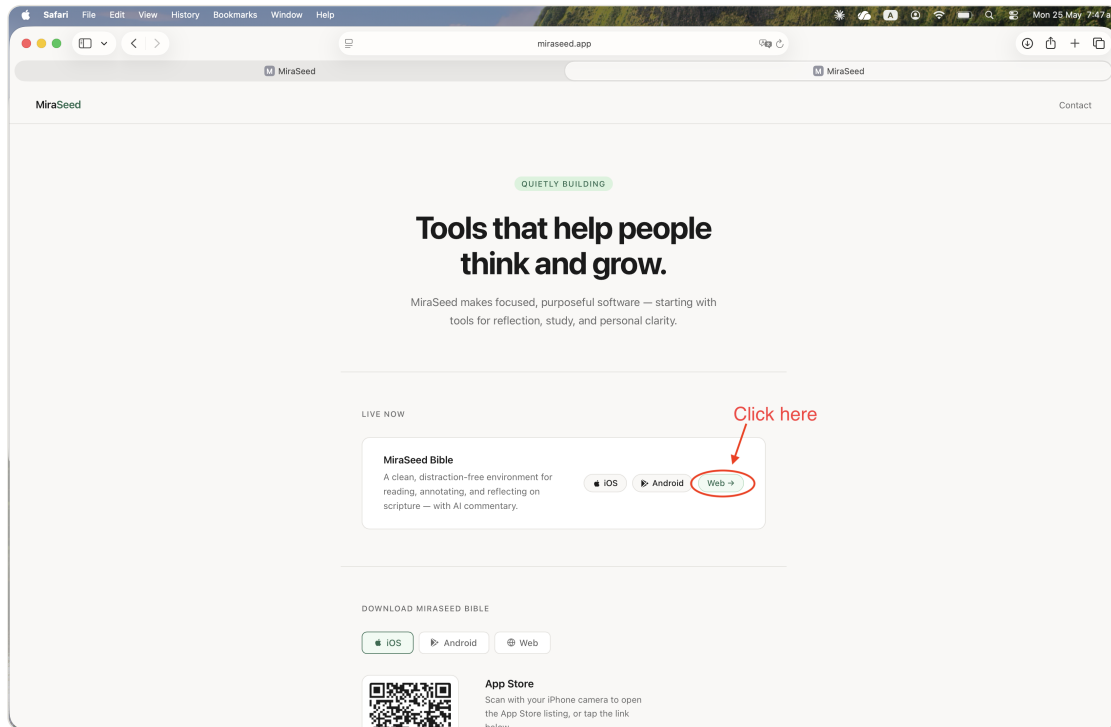 Safari File Edit View History Bookmarks Window Help
A
Mon 25 May 7:47
miraseed.app
M MiraSeed
M MiraSeed
MiraSeed
Contact
QUIETLY BUILDING
Tools that help people
think and grow.
MiraSeed makes focused, purposeful software — starting with
tools for reflection, study, and personal clarity.
LIVE NOW
Click here
MiraSeed Bible
A clean, distraction-free environment for
reading, annotating, and reflecting on
scripture — with AI commentary.
iOS
Android
Web →
DOWNLOAD MIRASEED BIBLE
iOS
Android
Web
App Store
Scan with your iPhone camera to open
the App Store listing, or tap the link